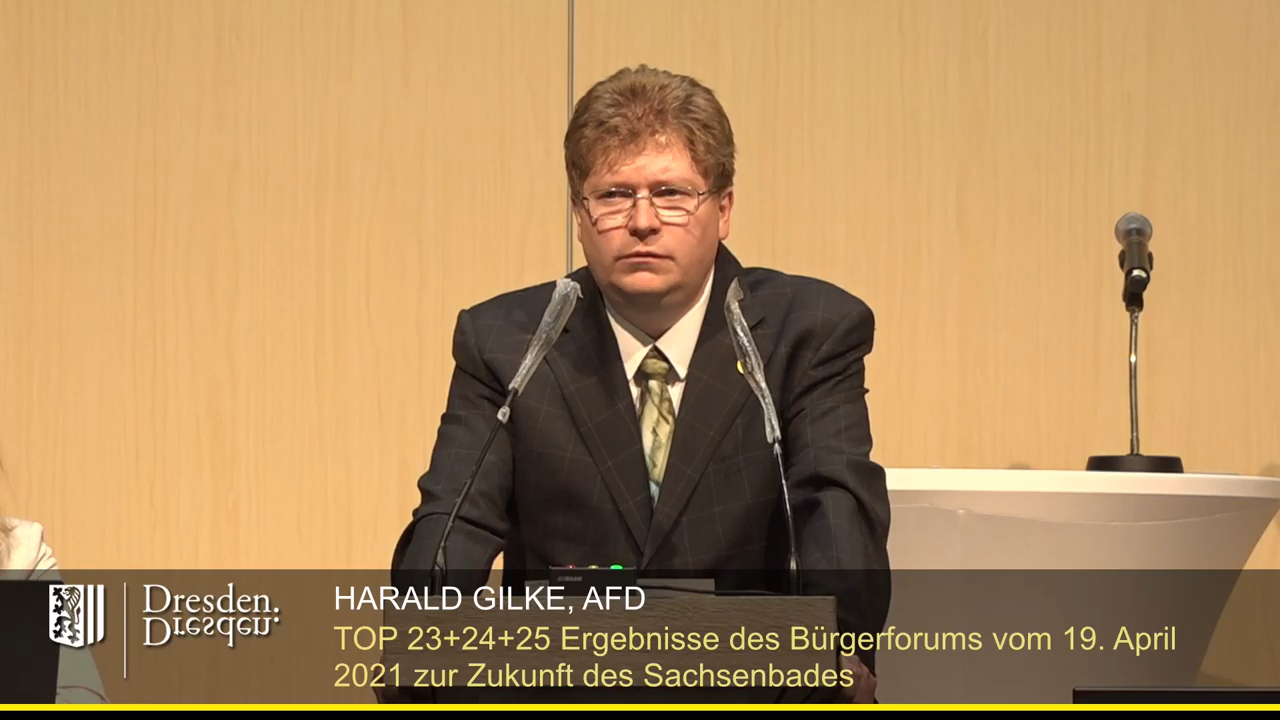 Dresden.
Dresden.
HARALD GILKE, AFD
TOP 23+24+25 Ergebnisse des Bürgerforums vom 19. April
2021 zur Zukunft des Sachsenbades